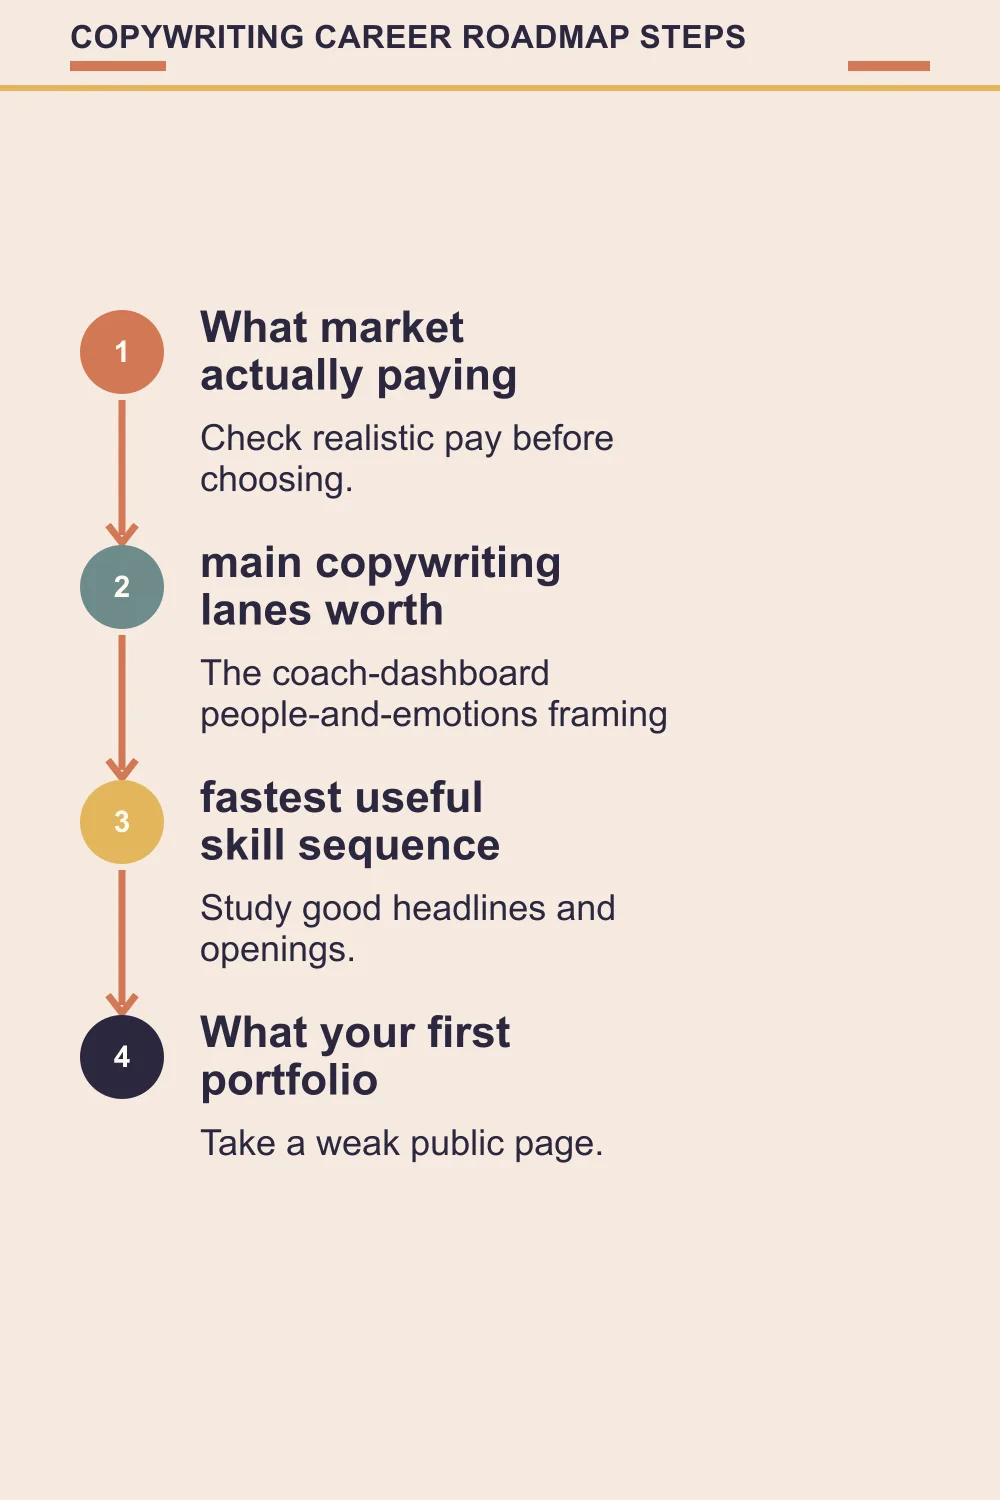 COPYWRITING CAREER ROADMAP STEPS
1
What market
actually paying
Check realistic pay before
choosing.
2
main copywriting
lanes worth
The coach-dashboard
people-and-emotions framing
3
fastest useful
skill sequence
Study good headlines and
openings.
4
What your first
portfolio
Take a weak public page.